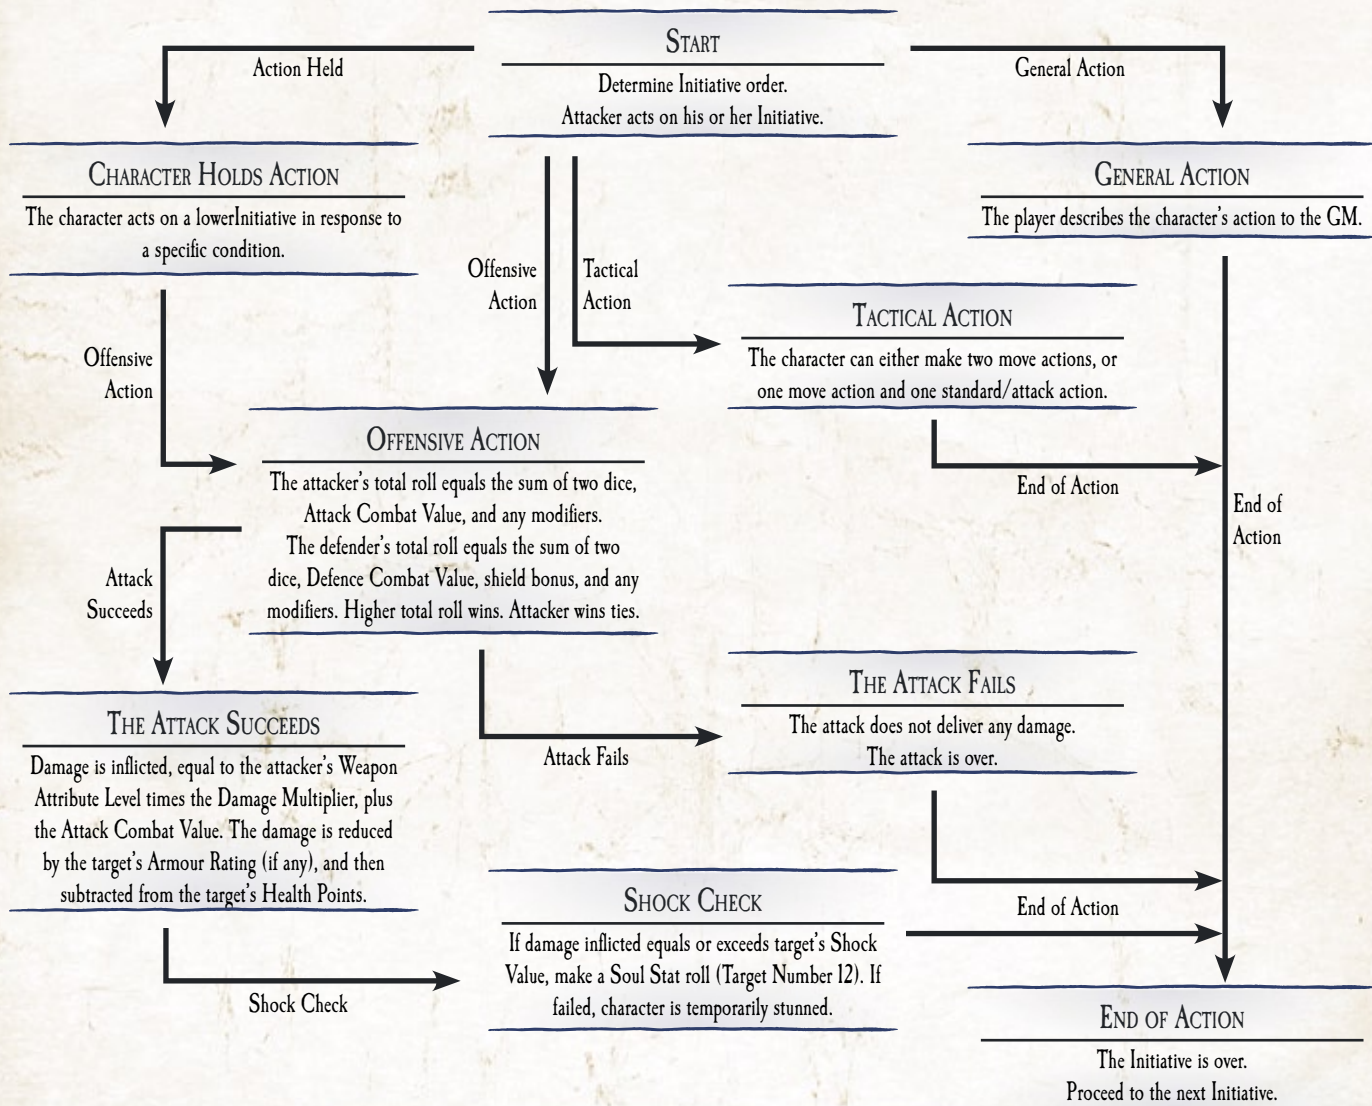 START
Determine Initiative order.
Attacker acts on his or her Initiative.
Action Held
General Action
CHARACTER HOLDS ACTION
The character acts on a lowerInitiative in response to
a specific condition.
GENERAL ACTION
The player describes the character's action to the GM.
Offensive
Action
Tactical
Action
TACTICAL ACTION
The character can either make two move actions, or
one move action and one standard/attack action.
Offensive
Action
OFFENSIVE ACTION
The attacker's total roll equals the sum of two dice,
Attack Combat Value, and any modifiers.
The defender's total roll equals the sum of two
dice, Defence Combat Value, shield bonus, and any
modifiers. Higher total roll wins. Attacker wins ties.
End of Action
End of
Action
Attack
Succeeds
THE ATTACK SUCCEEDS
Damage is inflicted, equal to the attacker's Weapon
Attribute Level times the Damage Multiplier, plus
the Attack Combat Value. The damage is reduced
by the target's Armour Rating (if any), and then
subtracted from the target's Health Points.
Attack Fails
THE ATTACK FAILS
The attack does not deliver any damage.
The attack is over.
Shock Check
SHOCK CHECK
If damage inflicted equals or exceeds target's Shock
Value, make a Soul Stat roll (Target Number 12). If
failed, character is temporarily stunned.
End of Action
END OF ACTION
The Initiative is over.
Proceed to the next Initiative.